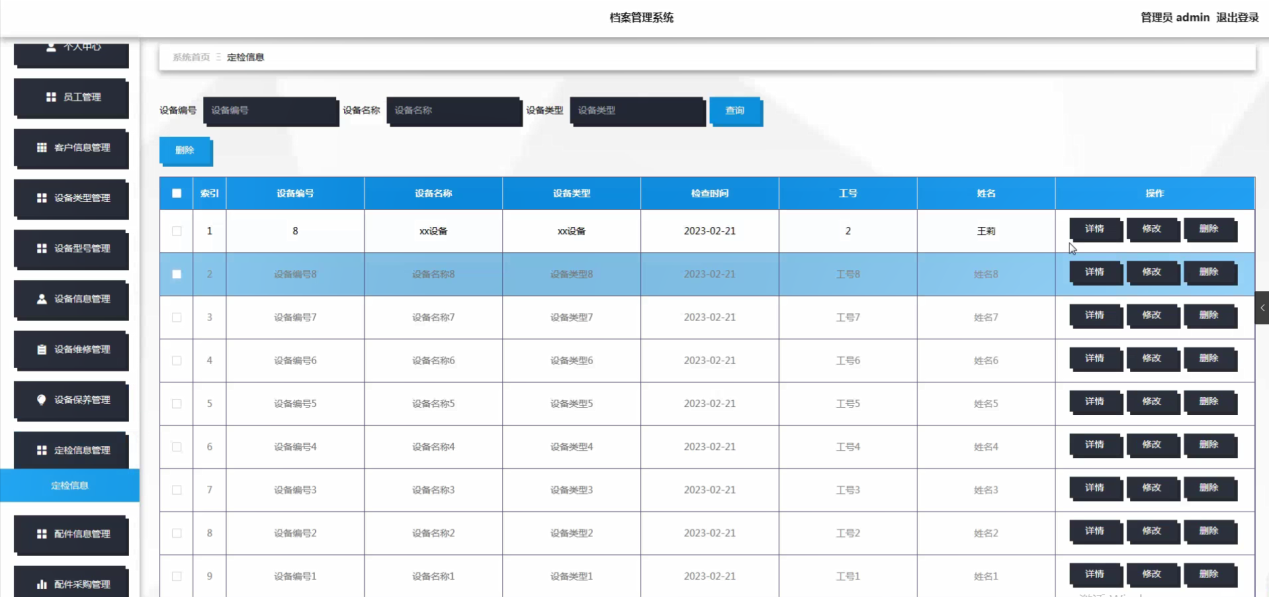 档案管理系统
管理员 admin 退出登录
个人中心
员工管理
客户信息管理
设备类型管理
设备型号管理
设备信息管理
设备维修管理
设备保养管理
定检信息管理
定检信息
配件信息管理
配件采购管理
系统首页 定检信息
设备编号 设备编号 设备名称 设备名称 设备类型 设备类型 查询
删除
索引 设备编号 设备名称 设备类型 检查时间 工号 姓名 操作
1 8 xx设备 xx设备 2023-02-21 2 王莉 详情 修改 删除
2 设备编号8 设备名称8 设备类型8 2023-02-21 工号8 姓名8 详情 修改 删除
3 设备编号7 设备名称7 设备类型7 2023-02-21 工号7 姓名7 详情 修改 删除
4 设备编号6 设备名称6 设备类型6 2023-02-21 工号6 姓名6 详情 修改 删除
5 设备编号5 设备名称5 设备类型5 2023-02-21 工号5 姓名5 详情 修改 删除
6 设备编号4 设备名称4 设备类型4 2023-02-21 工号4 姓名4 详情 修改 删除
7 设备编号3 设备名称3 设备类型3 2023-02-21 工号3 姓名3 详情 修改 删除
8 设备编号2 设备名称2 设备类型2 2023-02-21 工号2 姓名2 详情 修改 删除
9 设备编号1 设备名称1 设备类型1 2023-02-21 工号1 姓名1 详情 修改 删除